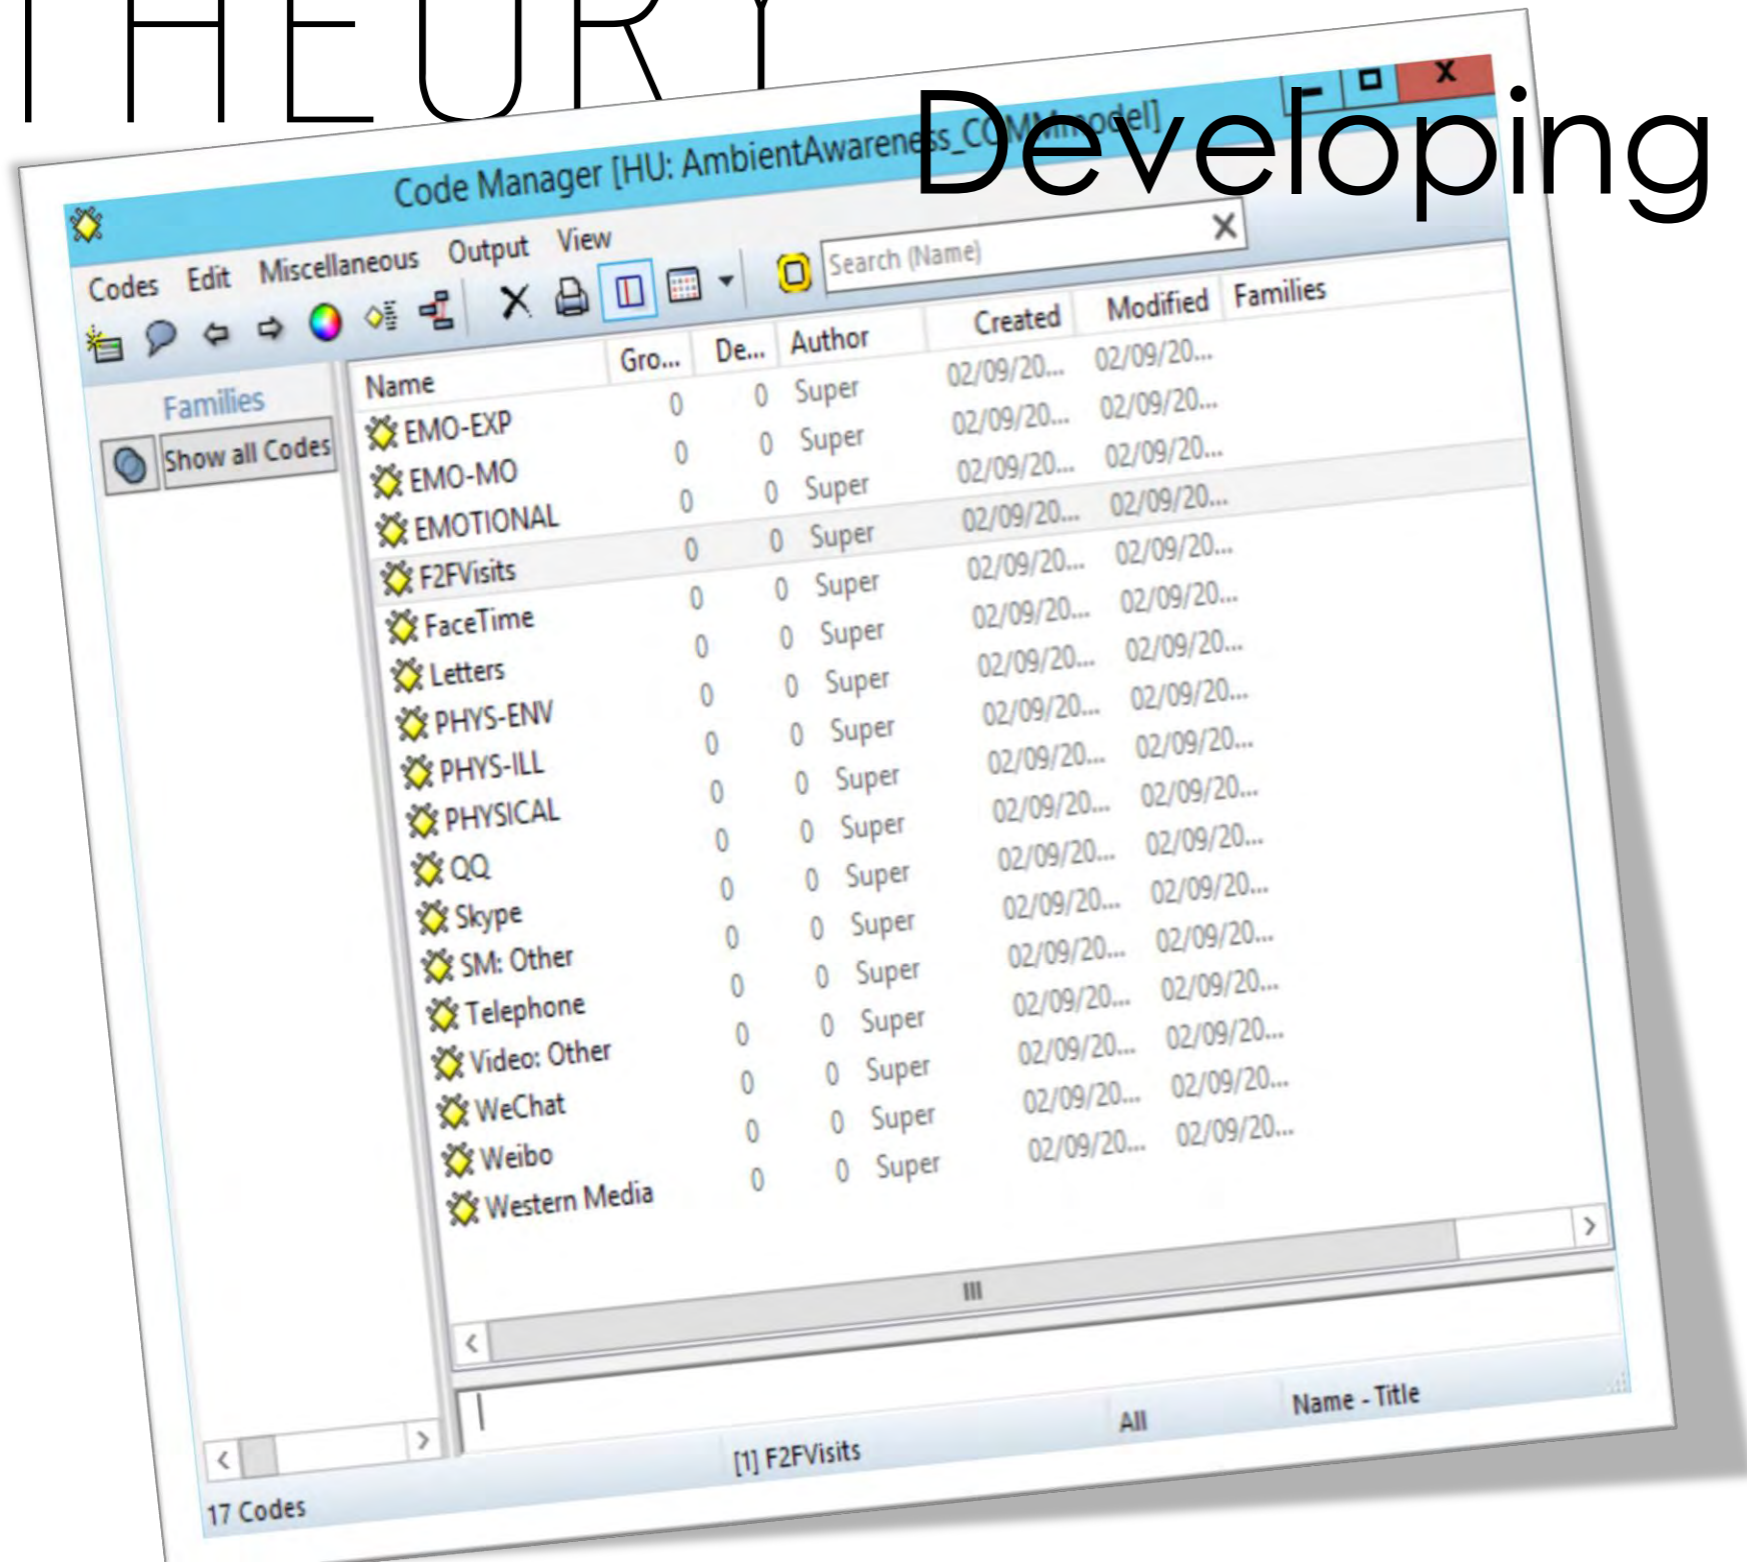 THEORY
Developing
Code Manager [HU: AmbientAwareness_COMMmodel]
Codes Edit Miscellaneous Output View
Search (Name)
Families
Show all Codes
Name Gro... De... Author Created Modified Families
EMO-EXP 0 0 Super 02/09/20... 02/09/20...
EMO-MO 0 0 Super 02/09/20... 02/09/20...
EMOTIONAL 0 0 Super 02/09/20... 02/09/20...
F2FVisits 0 0 Super 02/09/20... 02/09/20...
FaceTime 0 0 Super 02/09/20... 02/09/20...
Letters 0 0 Super 02/09/20... 02/09/20...
PHYS-ENV 0 0 Super 02/09/20... 02/09/20...
PHYS-ILL 0 0 Super 02/09/20... 02/09/20...
PHYSICAL 0 0 Super 02/09/20... 02/09/20...
QQ 0 0 Super 02/09/20... 02/09/20...
Skype 0 0 Super 02/09/20... 02/09/20...
SM: Other 0 0 Super 02/09/20... 02/09/20...
Telephone 0 0 Super 02/09/20... 02/09/20...
Video: Other 0 0 Super 02/09/20... 02/09/20...
WeChat 0 0 Super 02/09/20... 02/09/20...
Weibo 0 0 Super 02/09/20... 02/09/20...
Western Media 0 0 Super 02/09/20... 02/09/20...
17 Codes [1] F2FVisits All Name - Title